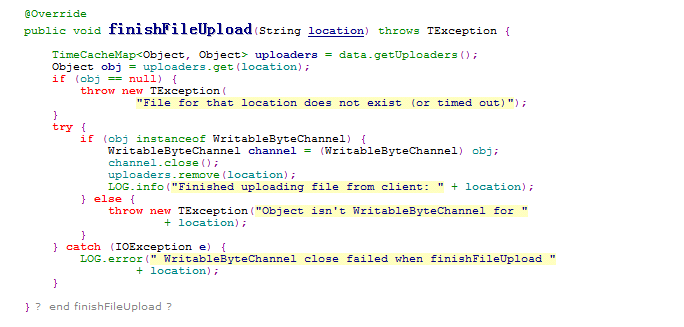 @Override
public void finishFileUpload(String location) throws TException {
TimeCacheMap<Object, Object> uploaders = data.getUploaders();
Object obj = uploaders.get(location);
if (obj == null) {
throw new TException(
"File for that location does not exist (or timed out)");
}
try {
if (obj instanceof WritableByteChannel) {
WritableByteChannel channel = (WritableByteChannel) obj;
channel.close();
uploaders.remove(location);
LOG.info("Finished uploading file from client: " + location);
} else {
throw new TException("Object isn't WritableByteChannel for "
+ location);
}
} catch (IOException e) {
LOG.error(" WritableByteChannel close failed when finishFileUpload "
+ location);
}
} ? end finishFileUpload ?